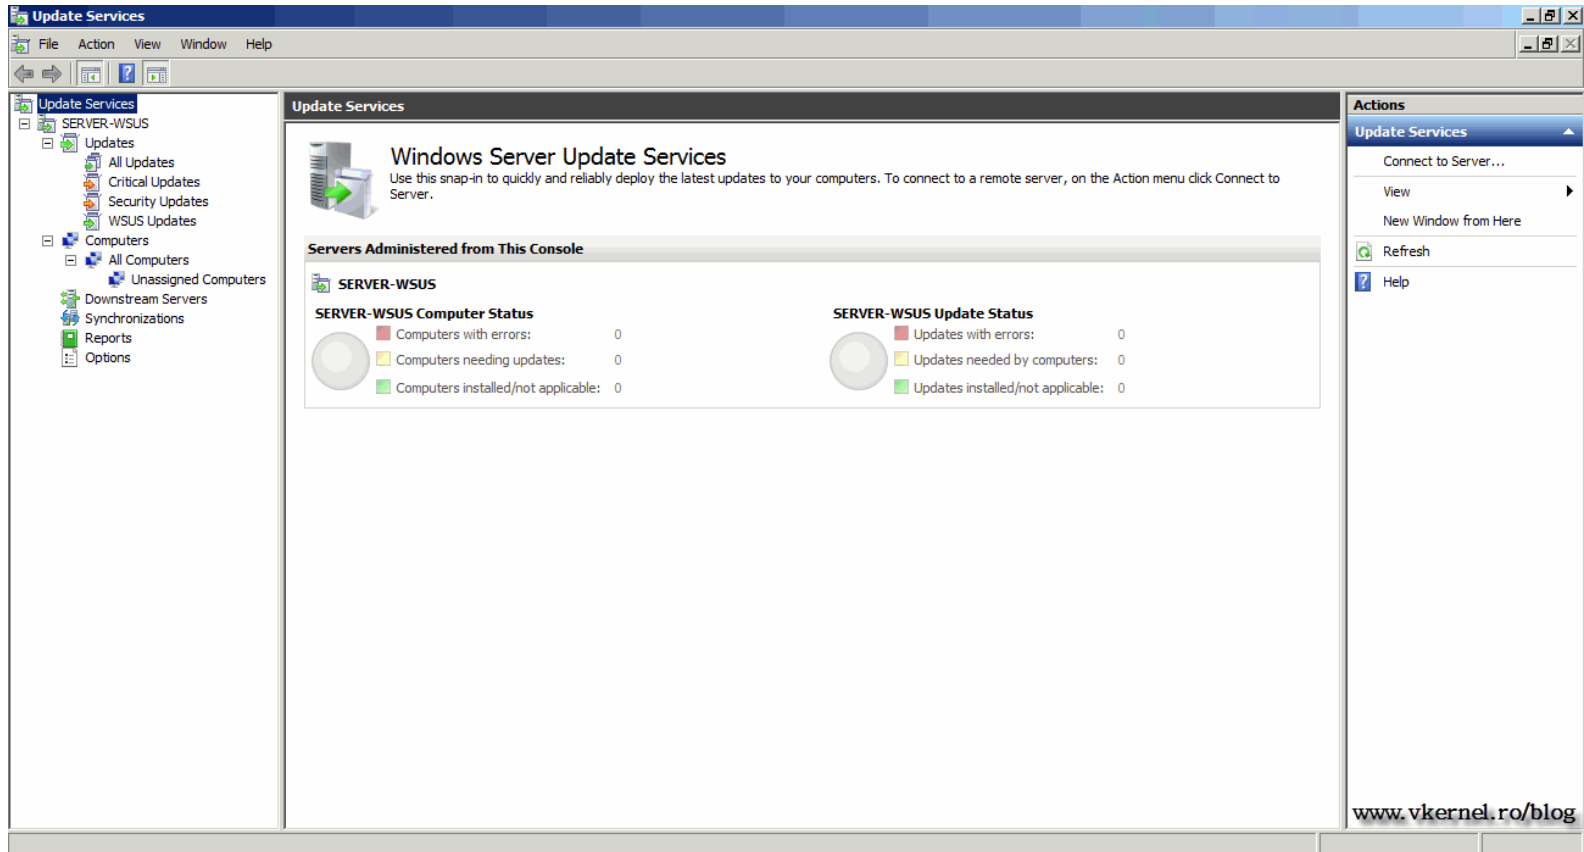 Update Services
File Action View Window Help
Update Services
SERVER-WSUS
Updates
All Updates
Critical Updates
Security Updates
WSUS Updates
Computers
All Computers
Unassigned Computers
Downstream Servers
Synchronizations
Reports
Options
Update Services
Windows Server Update Services
Use this snap-in to quickly and reliably deploy the latest updates to your computers. To connect to a remote server, on the Action menu click Connect to
Server.
Servers Administered from This Console
SERVER-WSUS
SERVER-WSUS Computer Status
Computers with errors: 0
Computers needing updates: 0
Computers installed/not applicable: 0
SERVER-WSUS Update Status
Updates with errors: 0
Updates needed by computers: 0
Updates installed/not applicable: 0
Actions
Update Services
Connect to Server...
View
New Window from Here
Refresh
Help
www.vkernel.ro/blog